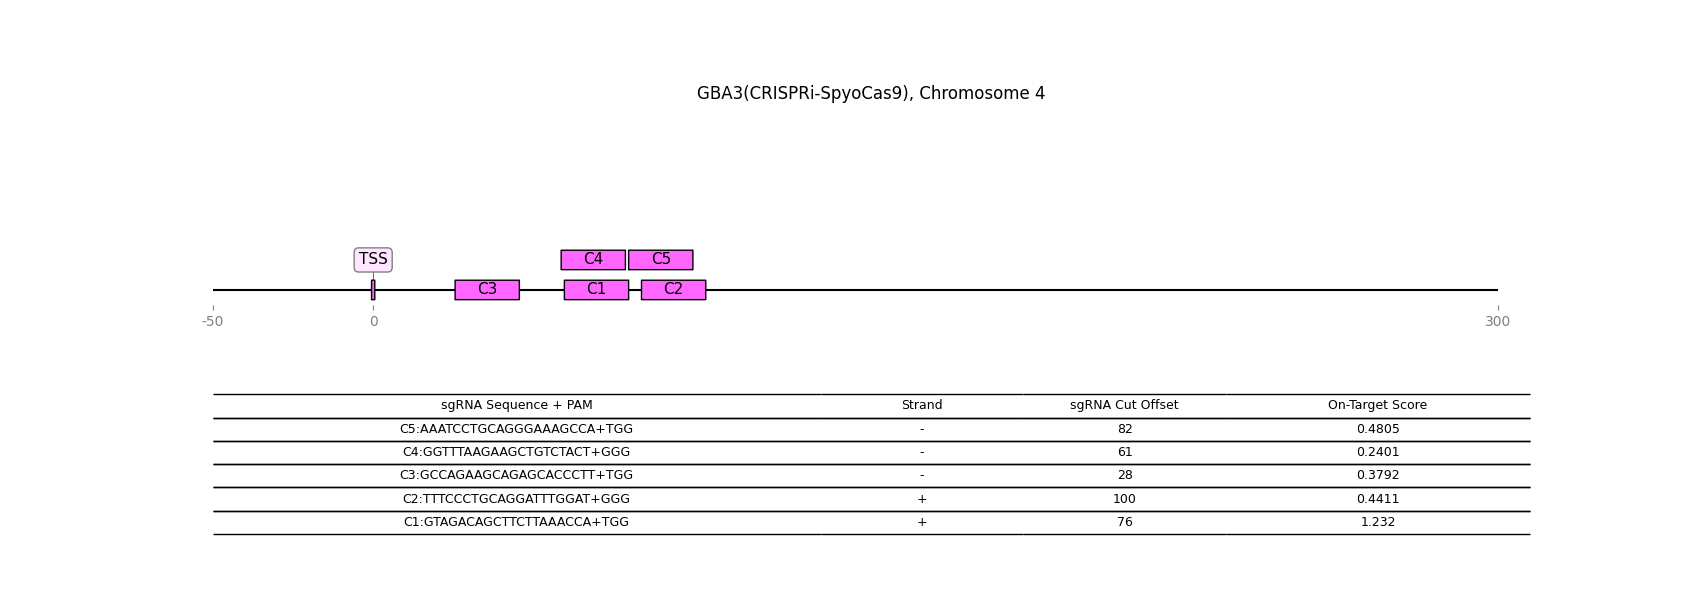 GBA3(CRISPRi-SpyoCas9), Chromosome 4
TSS C4 C5
C3 C1 C2
-50 0 300
sgRNA Sequence + PAM Strand sgRNA Cut Offset On-Target Score
C5:AAATCCTGCAGGGAAAGCCA+TGG - 82 0.4805
C4:GGTTTAAGAAGCTGTCTACT+GGG - 61 0.2401
C3:GCCAGAAGCAGAGCACCCTT+TGG - 28 0.3792
C2:TTTCCCTGCAGGATTTGGAT+GGG + 100 0.4411
C1:GTAGACAGCTTCTTAAACCA+TGG + 76 1.232